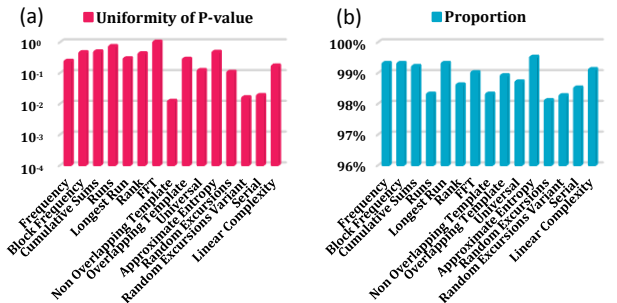 (a)
Uniformity of P-value
10⁰
10⁻¹
10⁻²
10⁻³
10⁻⁴
Frequency
Block Frequency
Cumulative Sums
Runs
Longest Run
Rank
FFT
Non Overlapping Template
Overlapping Template
Universal
Approximate Entropy
Random Excursions
Random Excursions Variant
Serial
Linear Complexity
(b)
Proportion
100%
99%
98%
97%
96%
Frequency
Block Frequency
Cumulative Sums
Runs
Longest Run
Rank
FFT
Non Overlapping Template
Overlapping Template
Universal
Approximate Entropy
Random Excursions
Random Excursions Variant
Serial
Linear Complexity